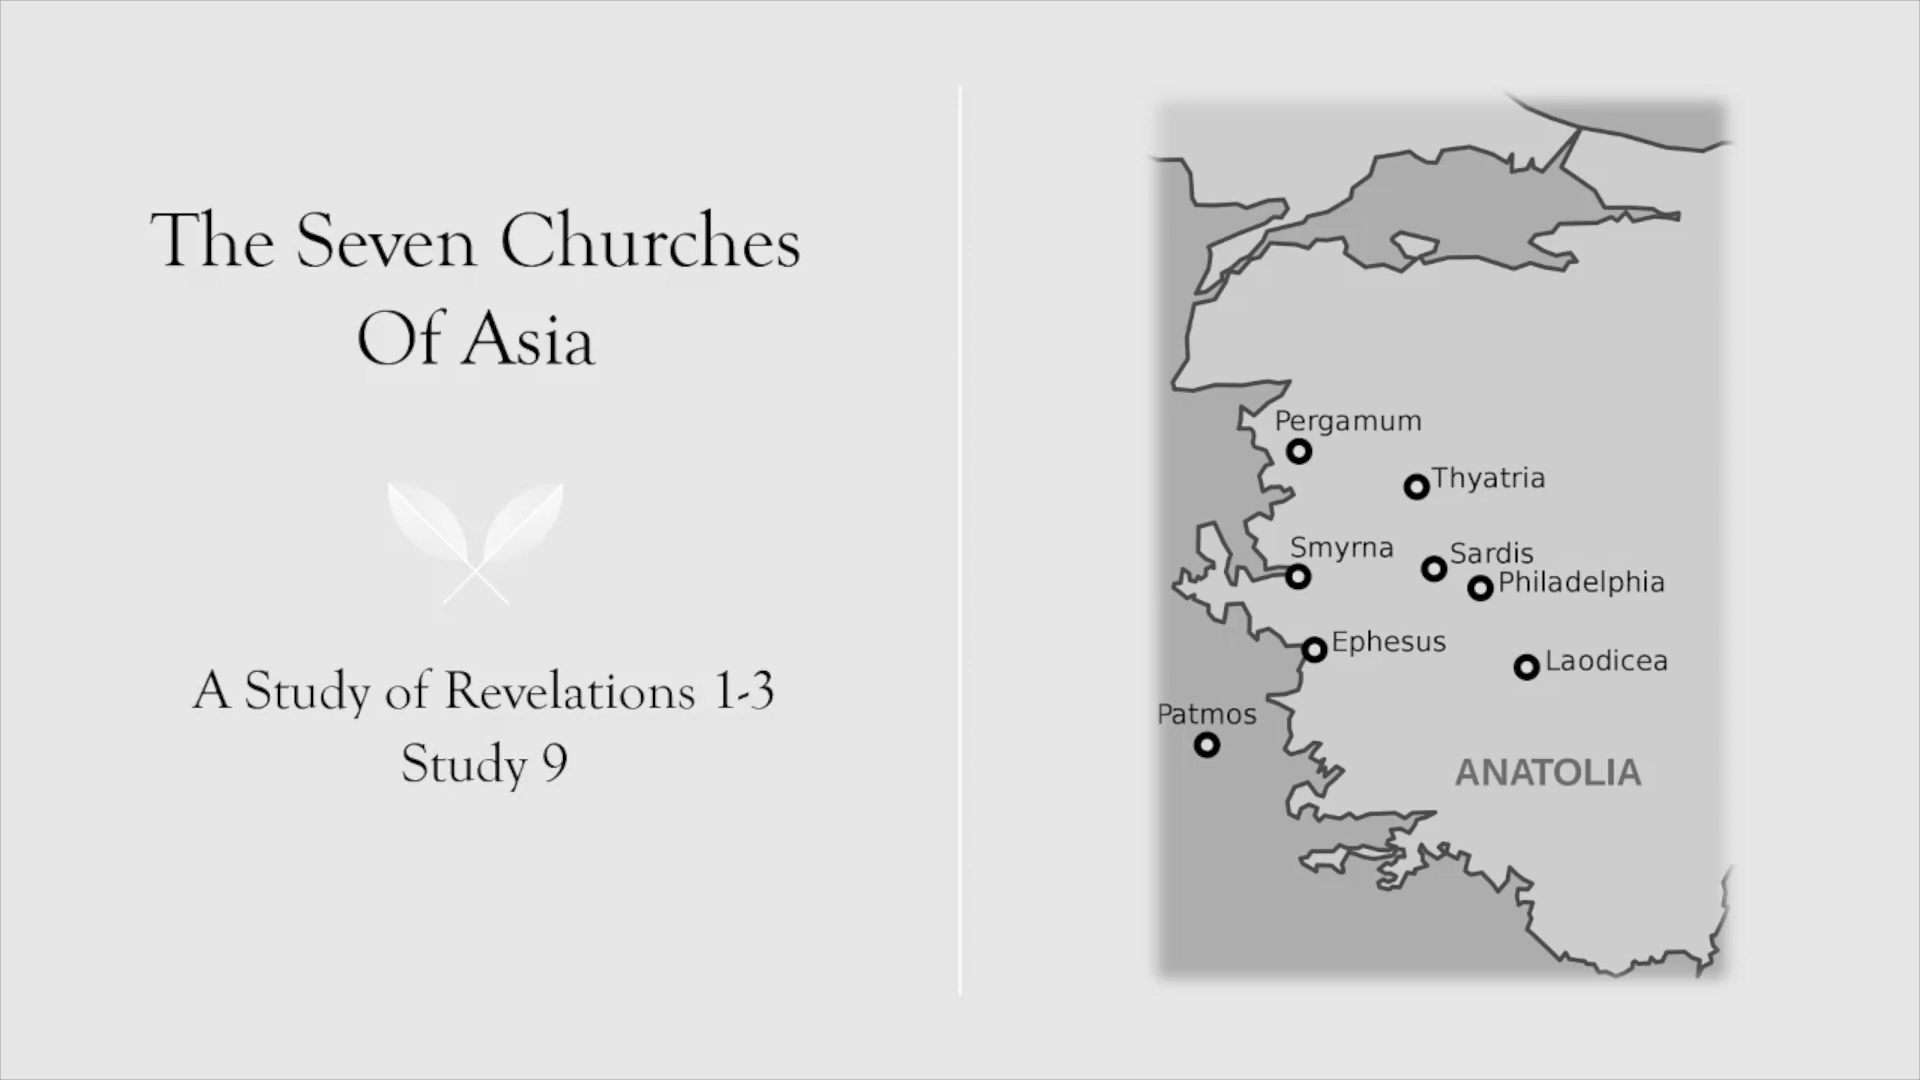 The Seven Churches
Of Asia
A Study of Revelations 1-3
Study 9
Pergamum
Thyatria
Smyrna
Sardis
Philadelphia
Ephesus
Laodicea
Patmos
ANATOLIA